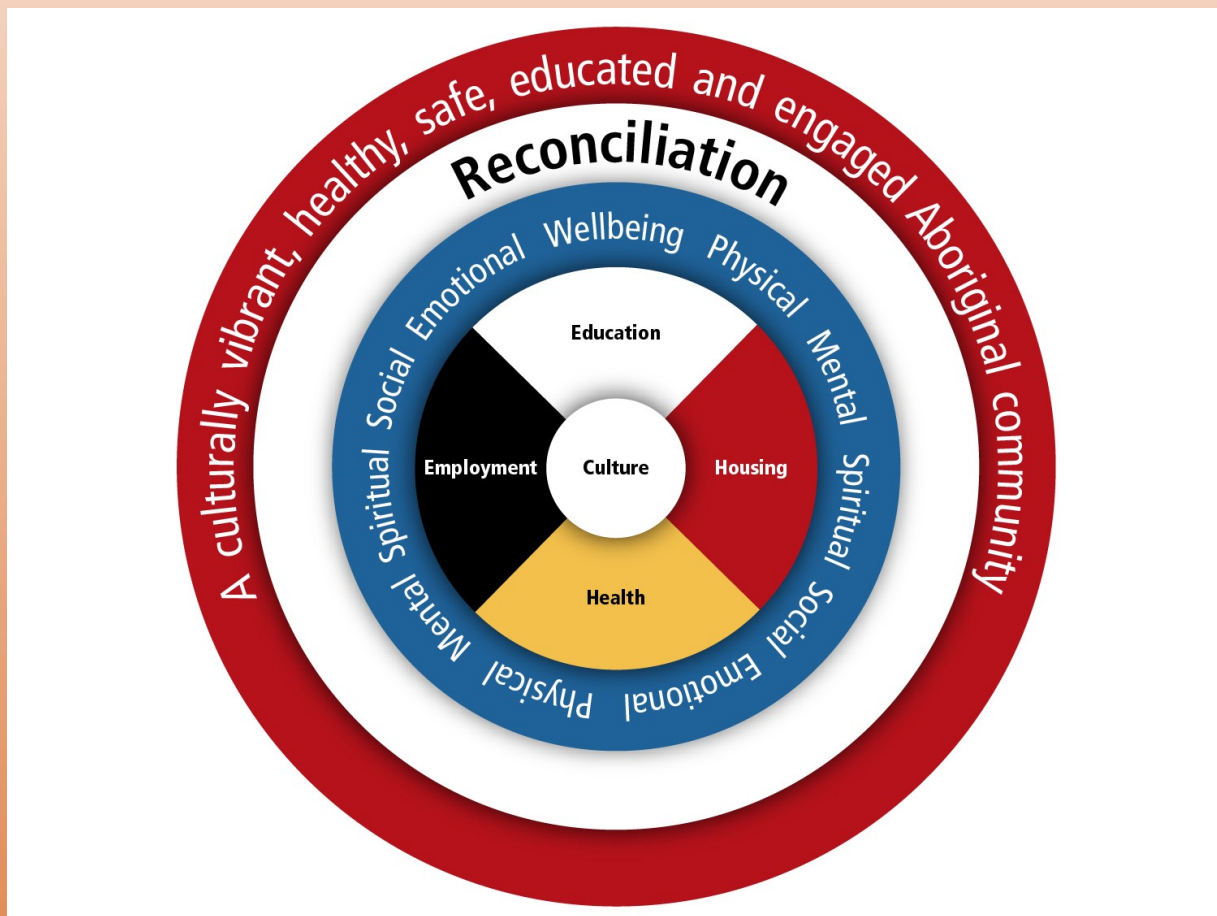 A culturally vibrant, healthy, safe, educated and engaged Aboriginal community
Reconciliation
Wellbeing Physical Mental Spiritual Social Emotional Physical Mental Spiritual Social Emotional
Education
Employment
Culture
Housing
Health